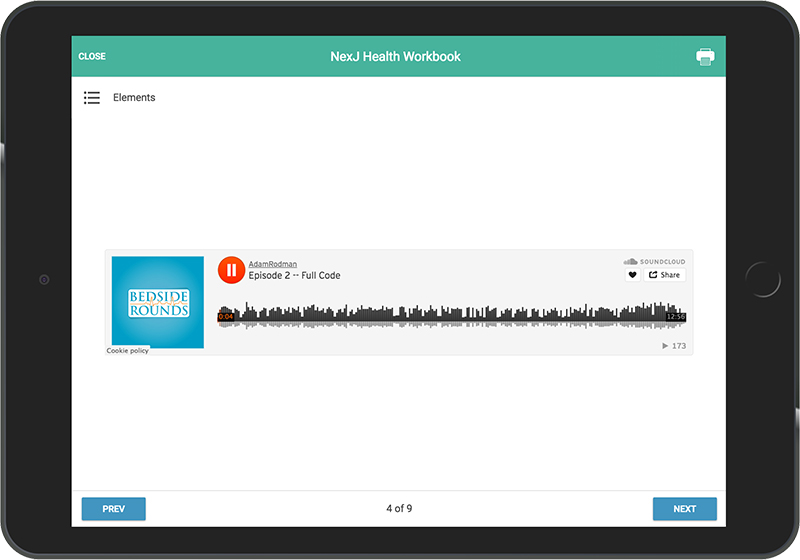 CLOSE
NexJ Health Workbook
Elements
AdamRodman
Episode 2 -- Full Code
SOUNDCLOUD
Share
BEDSIDE
ROUNDS
0:04
12:58
Cookie policy
173
PREV
4 of 9
NEXT